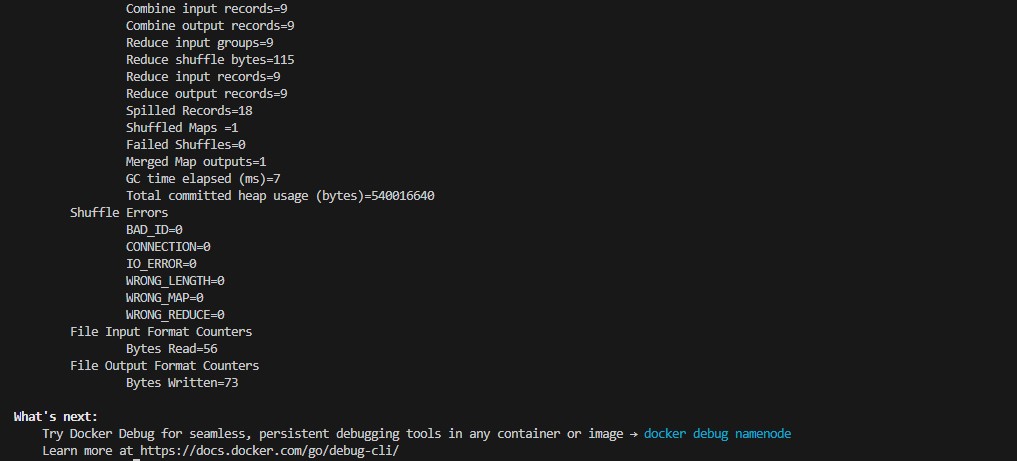 Combine input records=9
Combine output records=9
Reduce input groups=9
Reduce shuffle bytes=115
Reduce input records=9
Reduce output records=9
Spilled Records=18
Shuffled Maps =1
Failed Shuffles=0
Merged Map outputs=1
GC time elapsed (ms)=7
Total committed heap usage (bytes)=540016640
Shuffle Errors
BAD_ID=0
CONNECTION=0
IO_ERROR=0
WRONG_LENGTH=0
WRONG_MAP=0
WRONG_REDUCE=0
File Input Format Counters
Bytes Read=56
File Output Format Counters
Bytes Written=73
What's next:
Try Docker Debug for seamless, persistent debugging tools in any container or image → docker debug namenode
Learn more at https://docs.docker.com/go/debug-cli/